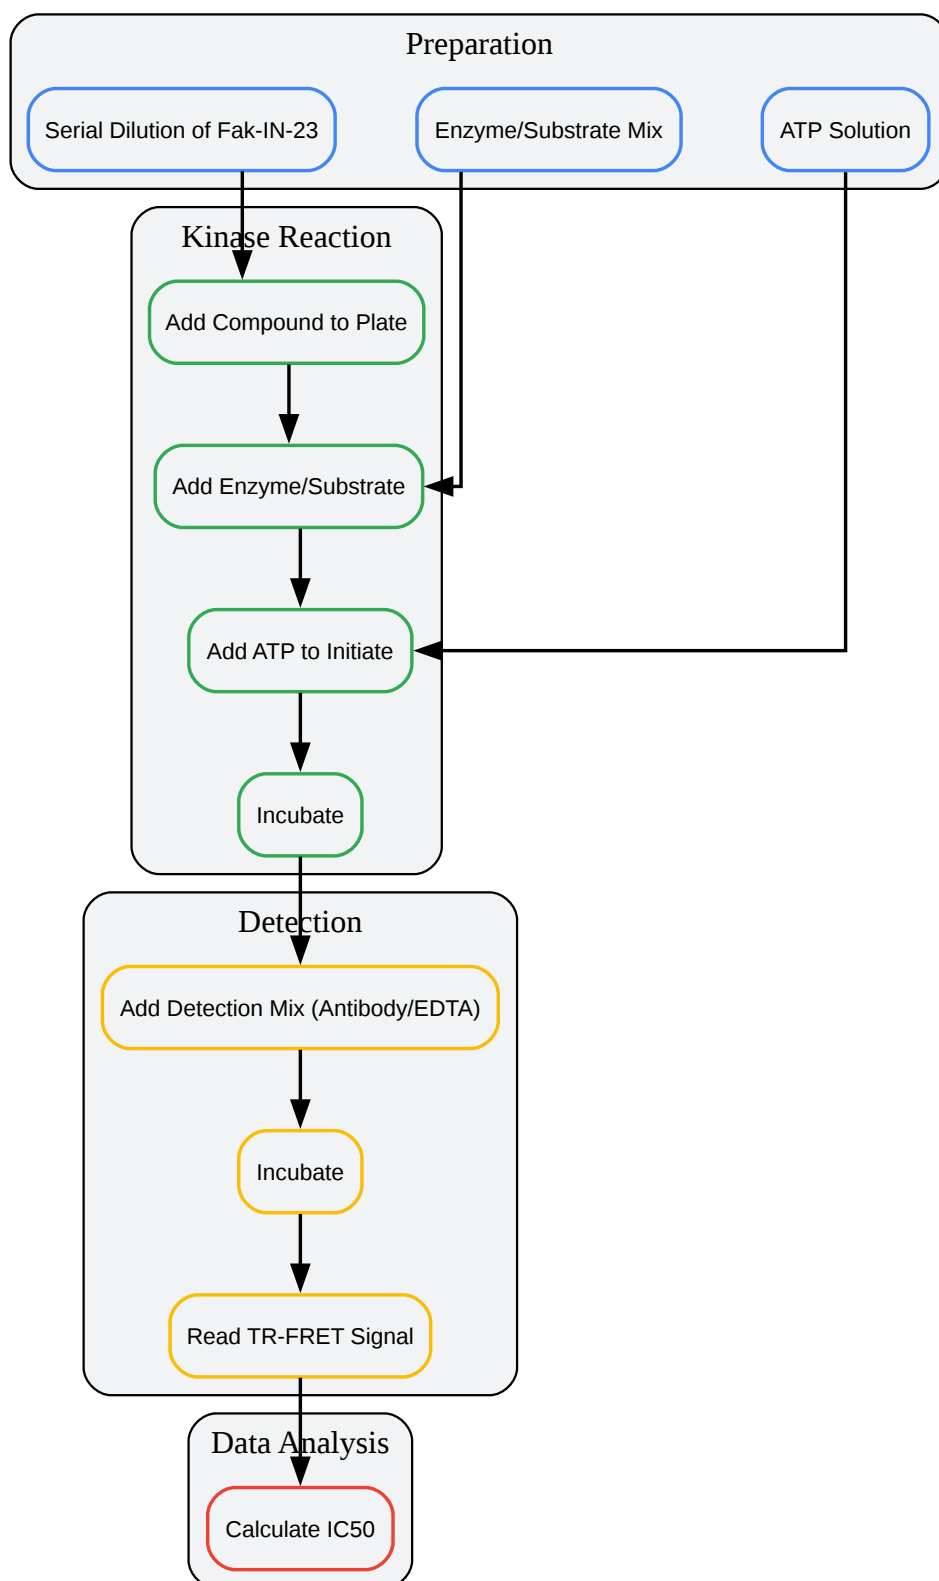 Preparation
Serial Dilution of Fak-IN-23
Enzyme/Substrate Mix
ATP Solution
Kinase Reaction
Add Compound to Plate
Add Enzyme/Substrate
Add ATP to Initiate
Incubate
Detection
Add Detection Mix (Antibody/EDTA)
Incubate
Read TR-FRET Signal
Data Analysis
Calculate IC50